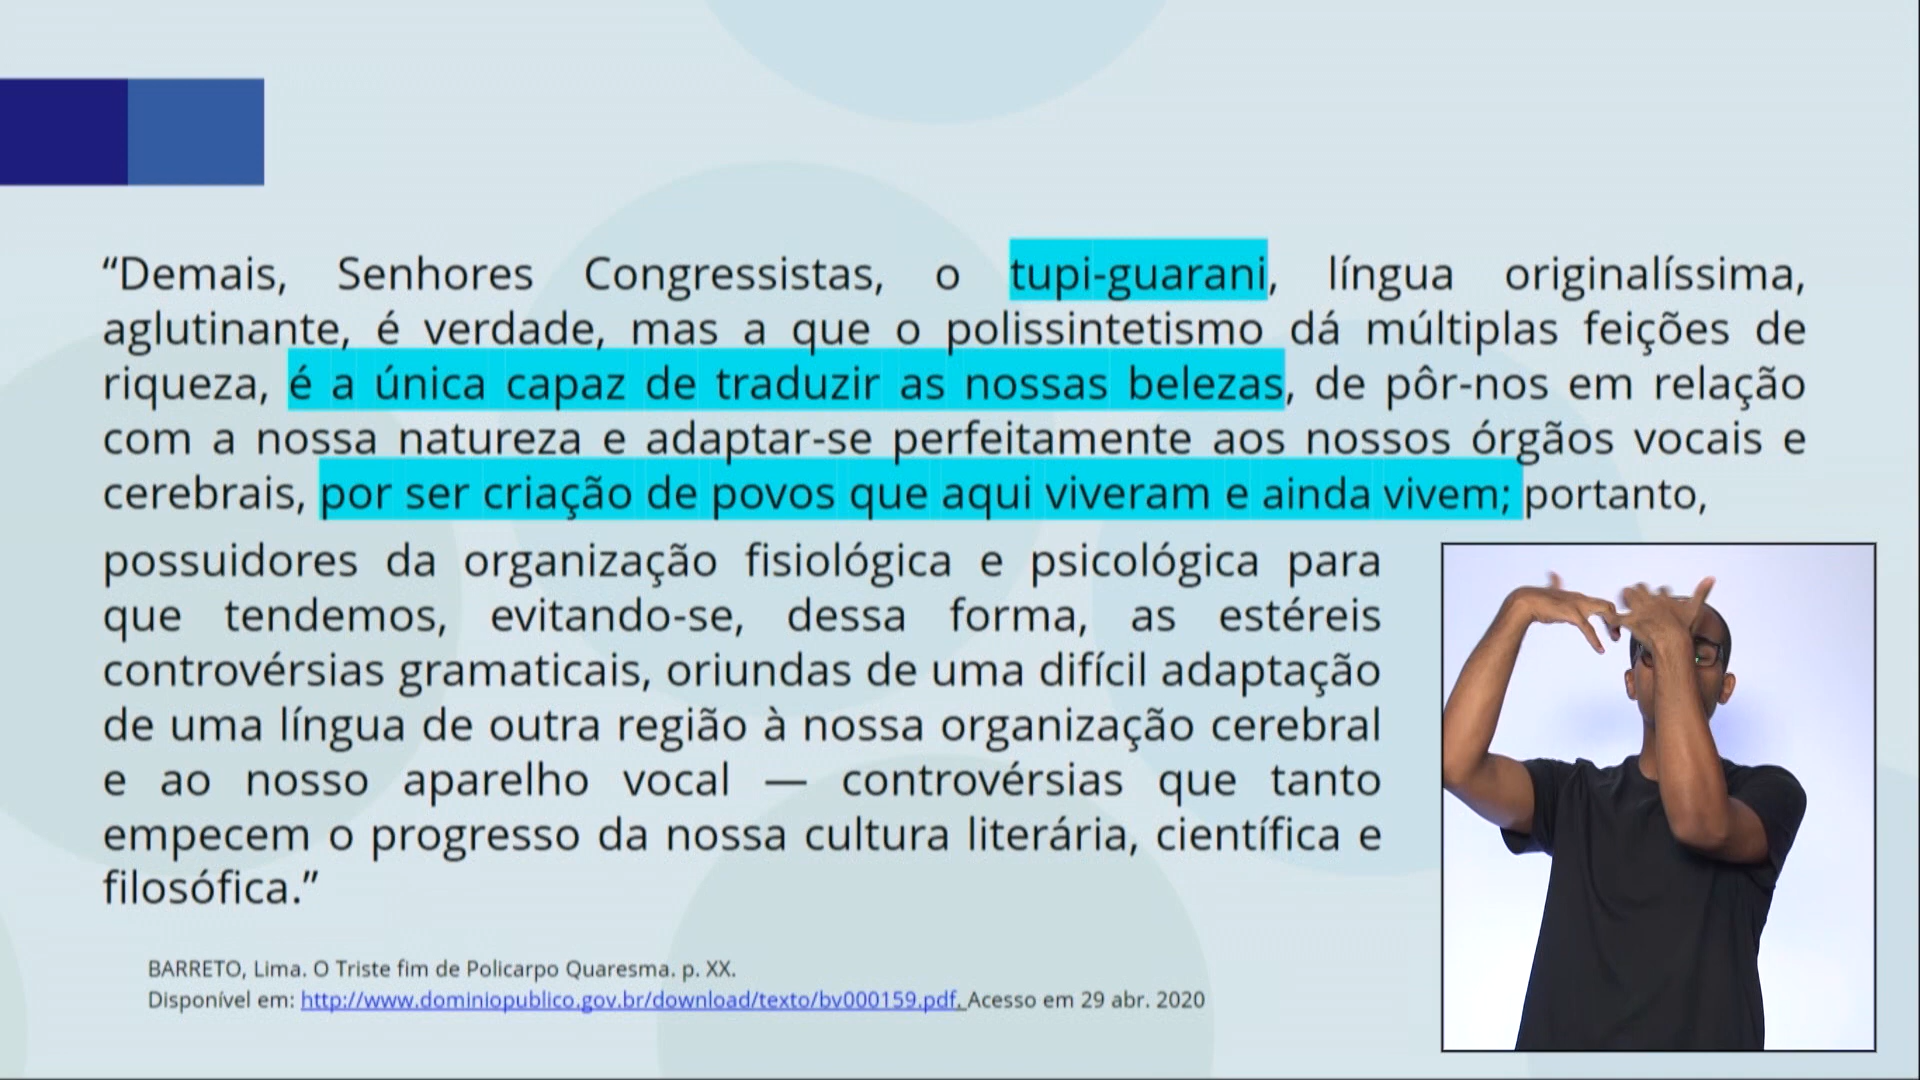 “Demais, Senhores Congressistas, o tupi-guarani, língua originalíssima,
aglutinante, é verdade, mas a que o polissintetismo dá múltiplas feições de
riqueza, é a única capaz de traduzir as nossas belezas, de pôr-nos em relação
com a nossa natureza e adaptar-se perfeitamente aos nossos órgãos vocais e
cerebrais, por ser criação de povos que aqui viveram e ainda vivem; portanto,
possuidores da organização fisiológica e psicológica para
que tendemos, evitando-se, dessa forma, as estéreis
controvérsias gramaticais, oriundas de uma difícil adaptação
de uma língua de outra região à nossa organização cerebral
e ao nosso aparelho vocal — controvérsias que tanto
empecem o progresso da nossa cultura literária, científica e
filosófica.”
BARRETO, Lima. O Triste fim de Policarpo Quaresma. p. XX.
Disponível em: http://www.dominiopublico.gov.br/download/texto/bv000159.pdf. Acesso em 29 abr. 2020